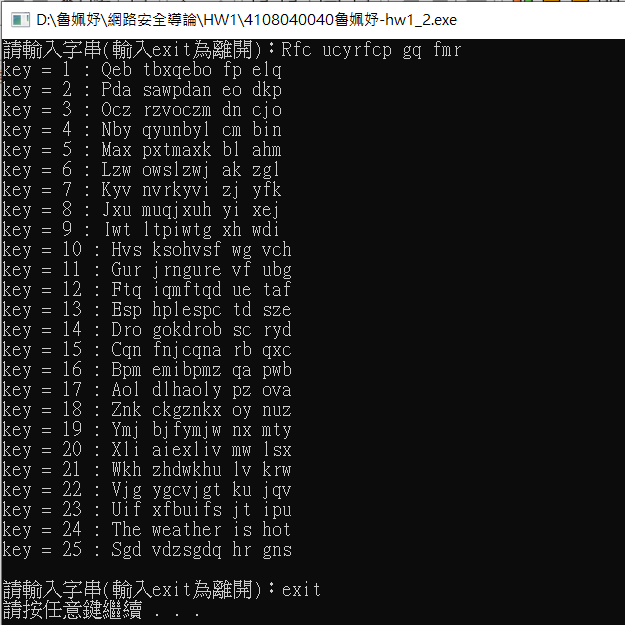 D:\魯姵妤\網路安全導論\HW1\4108040040魯姵妤-hw1_2.exe
請輸入字串(輸入exit為離開)：Rfc ucyrfcp gq fmr
key = 1 : Qeb tbxqebo fp elq
key = 2 : Pda sawpdan eo dkp
key = 3 : Ocz rzvoczm dn cjo
key = 4 : Nby qyunbyl cm bin
key = 5 : Max pxtmaxk bl ahm
key = 6 : Lzw owslzwj ak zgl
key = 7 : Kyv nvrkyvi zj yfk
key = 8 : Jxu muqjxuh yi xej
key = 9 : Iwt ltpiwtg xh wdi
key = 10 : Hvs ksohvsf wg vch
key = 11 : Gur jrngure vf ubg
key = 12 : Ftq iqmftqd ue taf
key = 13 : Esp hplespc td sze
key = 14 : Dro gokdrob sc ryd
key = 15 : Cqn fnjcqna rb qxc
key = 16 : Bpm emibpmz qa pwb
key = 17 : Aol dlhaoly pz ova
key = 18 : Znk ckgznkx oy nuz
key = 19 : Ymj bjfymjw nx mty
key = 20 : Xli aiexliv mw lsx
key = 21 : Wkh zhdwkhu lv krw
key = 22 : Vjg ygcvjgt ku jqv
key = 23 : Uif xfbuifs jt ipu
key = 24 : The weather is hot
key = 25 : Sgd vdzsgdq hr gns
請輸入字串(輸入exit為離開)：exit
請按任意鍵繼續 . . .